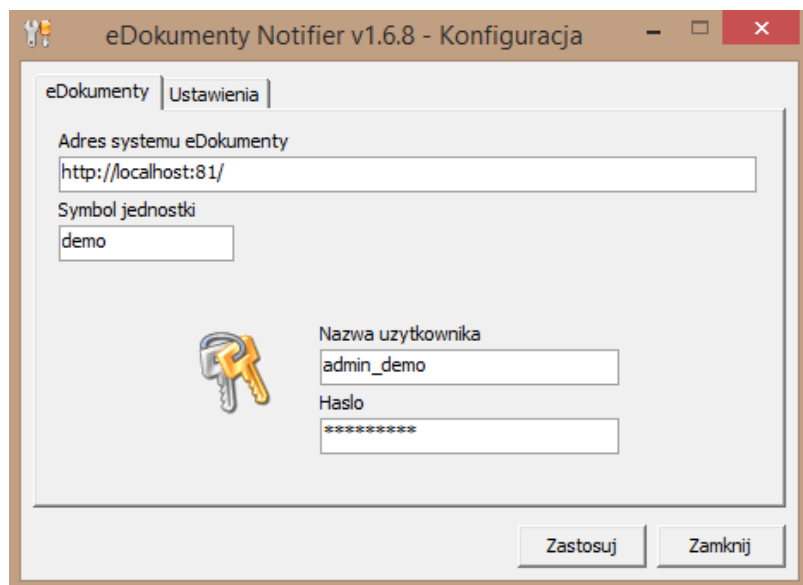 eDokumenty Notifier v1.6.8 - Konfiguracja
eDokumenty Ustawienia
Adres systemu eDokumenty
http://localhost:81/
Symbol jednostki
demo
Nazwa uzytkownika
admin_demo
Haslo
*********
Zastosuj Zamknij